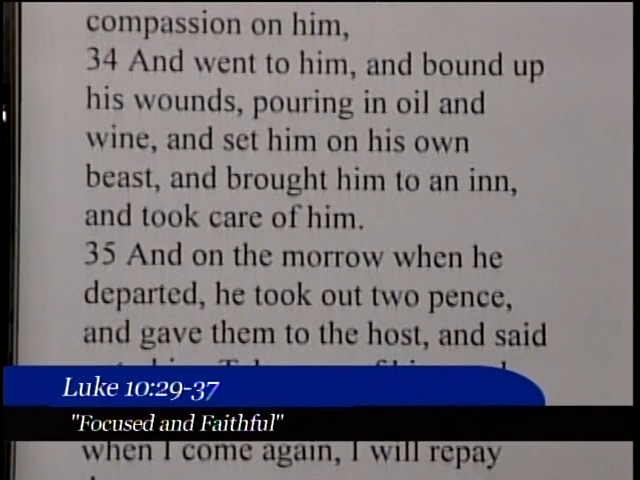 compassion on him,
34 And went to him, and bound up
his wounds, pouring in oil and
wine, and set him on his own
beast, and brought him to an inn,
and took care of him.
35 And on the morrow when he
departed, he took out two pence,
and gave them to the host, and said
Luke 10:29-37
"Focused and Faithful"
when I come again, I will repay